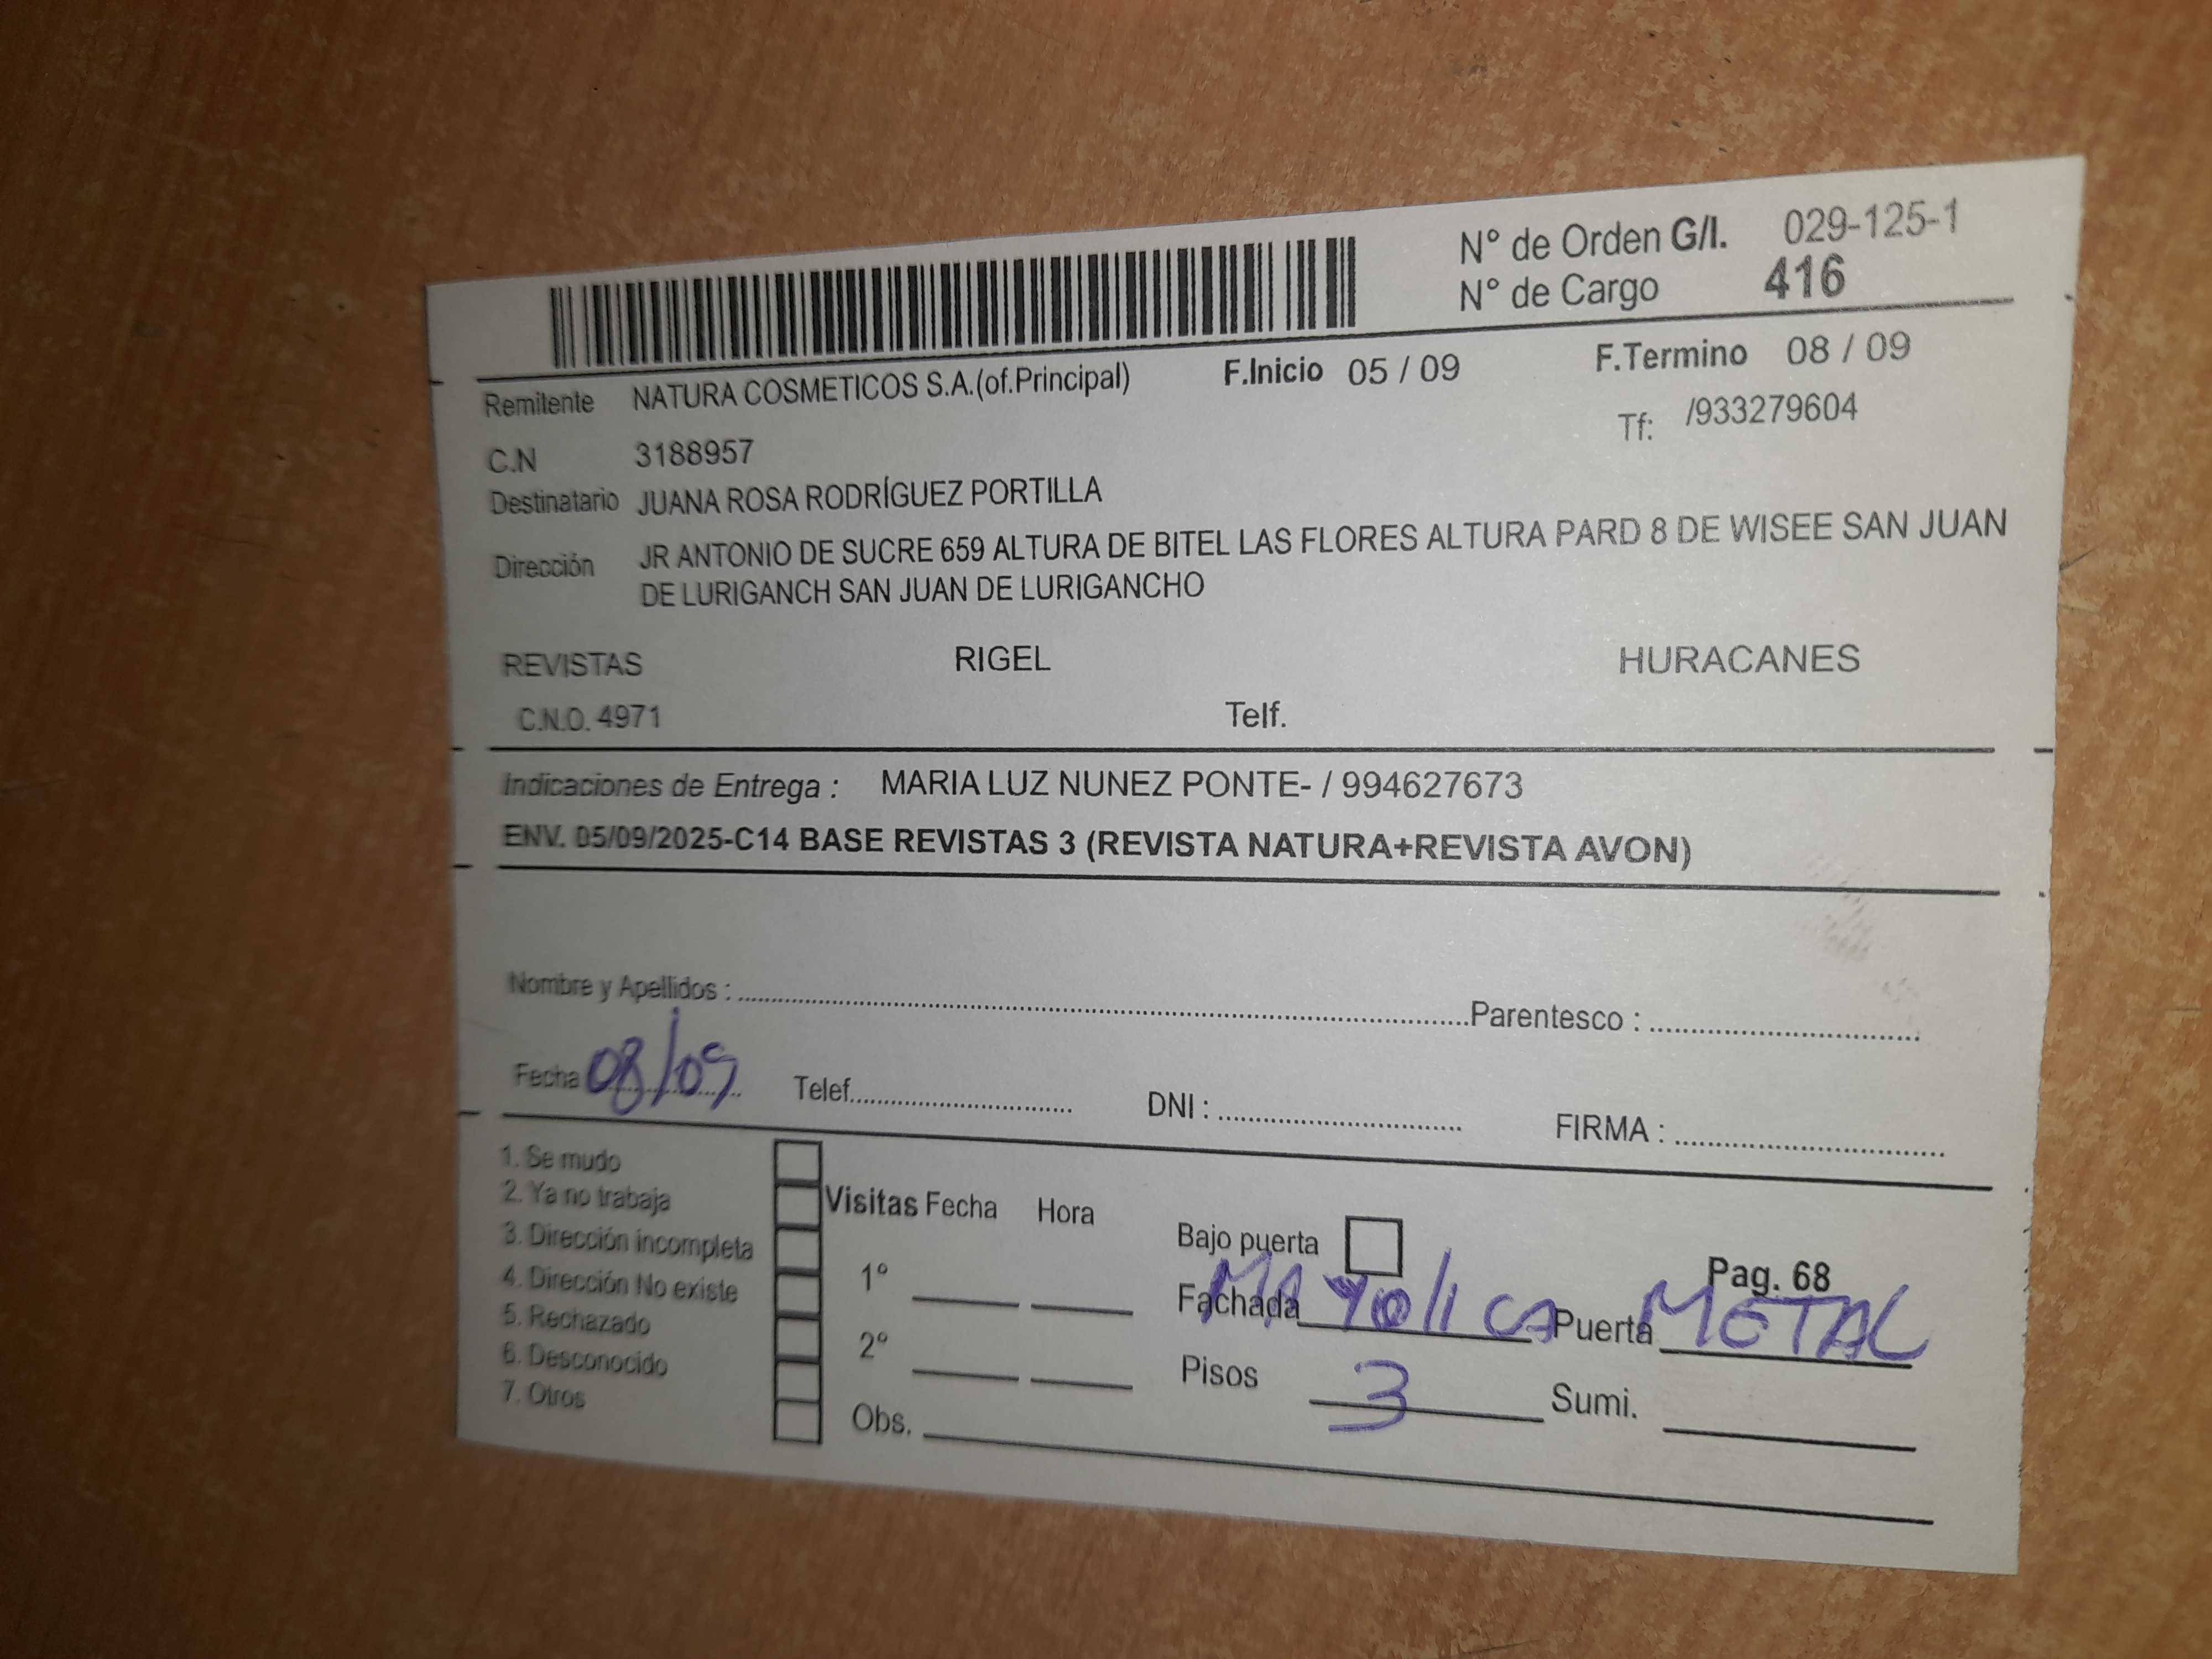 N° de Orden G/I. 029-125-1
N° de Cargo 416
Remitente NATURA COSMETICOS S.A.(of.Principal) F.Inicio 05 / 09 F.Termino 08 / 09
C.N 3188957 Tf: /933279604
Destinatario JUANA ROSA RODRÍGUEZ PORTILLA
Dirección JR ANTONIO DE SUCRE 659 ALTURA DE BITEL LAS FLORES ALTURA PARD 8 DE WISEE SAN JUAN
DE LURIGANCH SAN JUAN DE LURIGANCHO
REVISTAS RIGEL HURACANES
C.N.O. 4971 Telf.
Indicaciones de Entrega : MARIA LUZ NUNEZ PONTE- / 994627673
ENV. 05/09/2025-C14 BASE REVISTAS 3 (REVISTA NATURA+REVISTA AVON)
Nombre y Apellidos : Parentesco :
Fecha 08/09 Telef. DNI : FIRMA :
1. Se mudo
2. Ya no trabaja
3. Dirección incompleta
4. Dirección No existe
5. Rechazado
6. Desconocido
7. Otros
Visitas Fecha Hora
1°
2°
Obs.
Bajo puerta Pag. 68
Fachada MAYOlICA Puerta METAL
Pisos 3 Sumi.